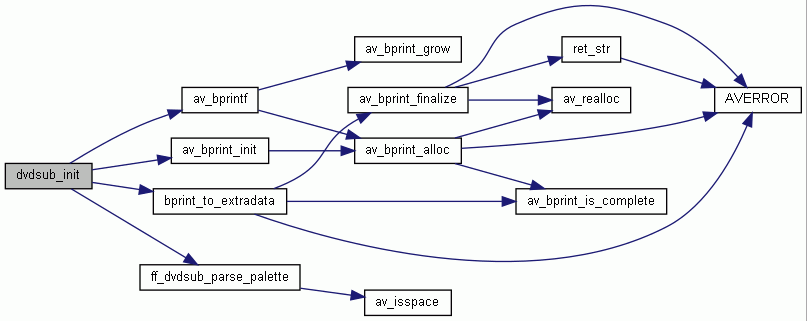 dvdsub_init
av_bprintf
av_bprint_init
bprint_to_extradata
ff_dvdsub_parse_palette
av_bprint_grow
av_bprint_finalize
av_bprint_alloc
av_isspace
ret_str
av_realloc
av_bprint_is_complete
AVERROR